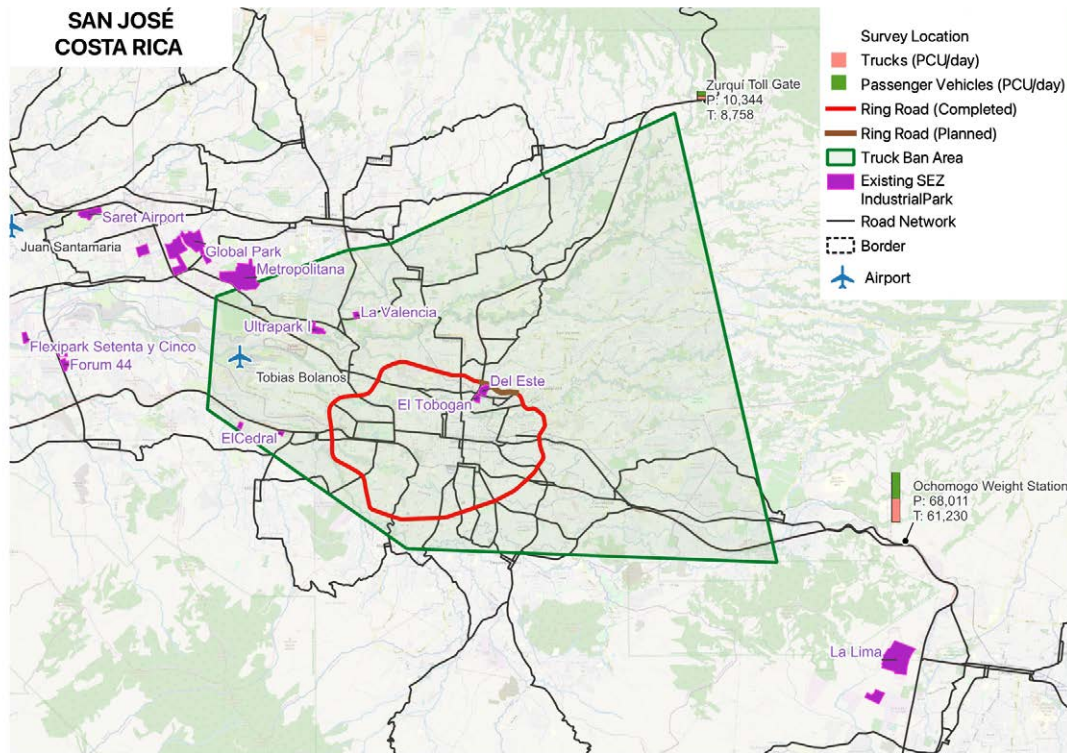 SAN JOSÉ
COSTA RICA
Survey Location
Trucks (PCU/day)
Passenger Vehicles (PCU/day)
Ring Road (Completed)
Ring Road (Planned)
Truck Ban Area
Existing SEZ
IndustrialPark
Road Network
Border
Airport
Zurquí Toll Gate
P: 10,344
T: 8,758
Saret Airport
Juan Santamaria
Global Park
Metropolitana
La Valencia
Ultrapark I
Flexipark Setenta y Cinco
Forum 44
Tobias Bolanos
Del Este
El Tobogan
ElCedral
Ochomogo Weight Station
P: 68,011
T: 61,230
La Lima